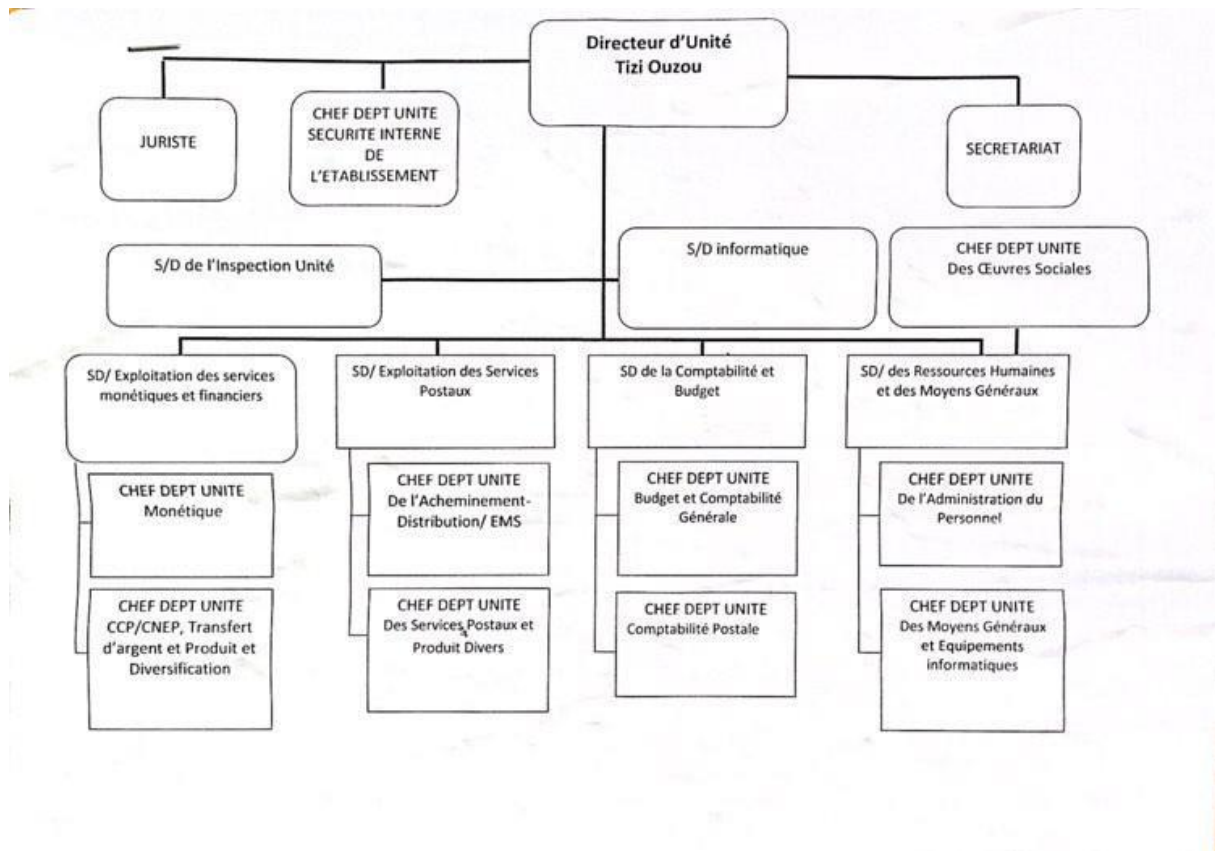 Directeur d'Unité
Tizi Ouzou
JURISTE
CHEF DEPT UNITE
SECURITE INTERNE
DE
L'ETABLISSEMENT
SECRETARIAT
S/D de l'Inspection Unité
S/D informatique
CHEF DEPT UNITE
Des Œuvres Sociales
SD/ Exploitation des services
monétiques et financiers
SD/ Exploitation des Services
Postaux
SD de la Comptabilité et
Budget
SD/ des Ressources Humaines
et des Moyens Généraux
CHEF DEPT UNITE
Monétique
CHEF DEPT UNITE
De l'Acheminement-
Distribution/ EMS
CHEF DEPT UNITE
Budget et Comptabilité
Générale
CHEF DEPT UNITE
De l'Administration du
Personnel
CHEF DEPT UNITE
CCP/CNEP, Transfert
d'argent et Produit et
Diversification
CHEF DEPT UNITE
Des Services Postaux et
Produit Divers
CHEF DEPT UNITE
Comptabilité Postale
CHEF DEPT UNITE
Des Moyens Généraux
et Equipements
informatiques